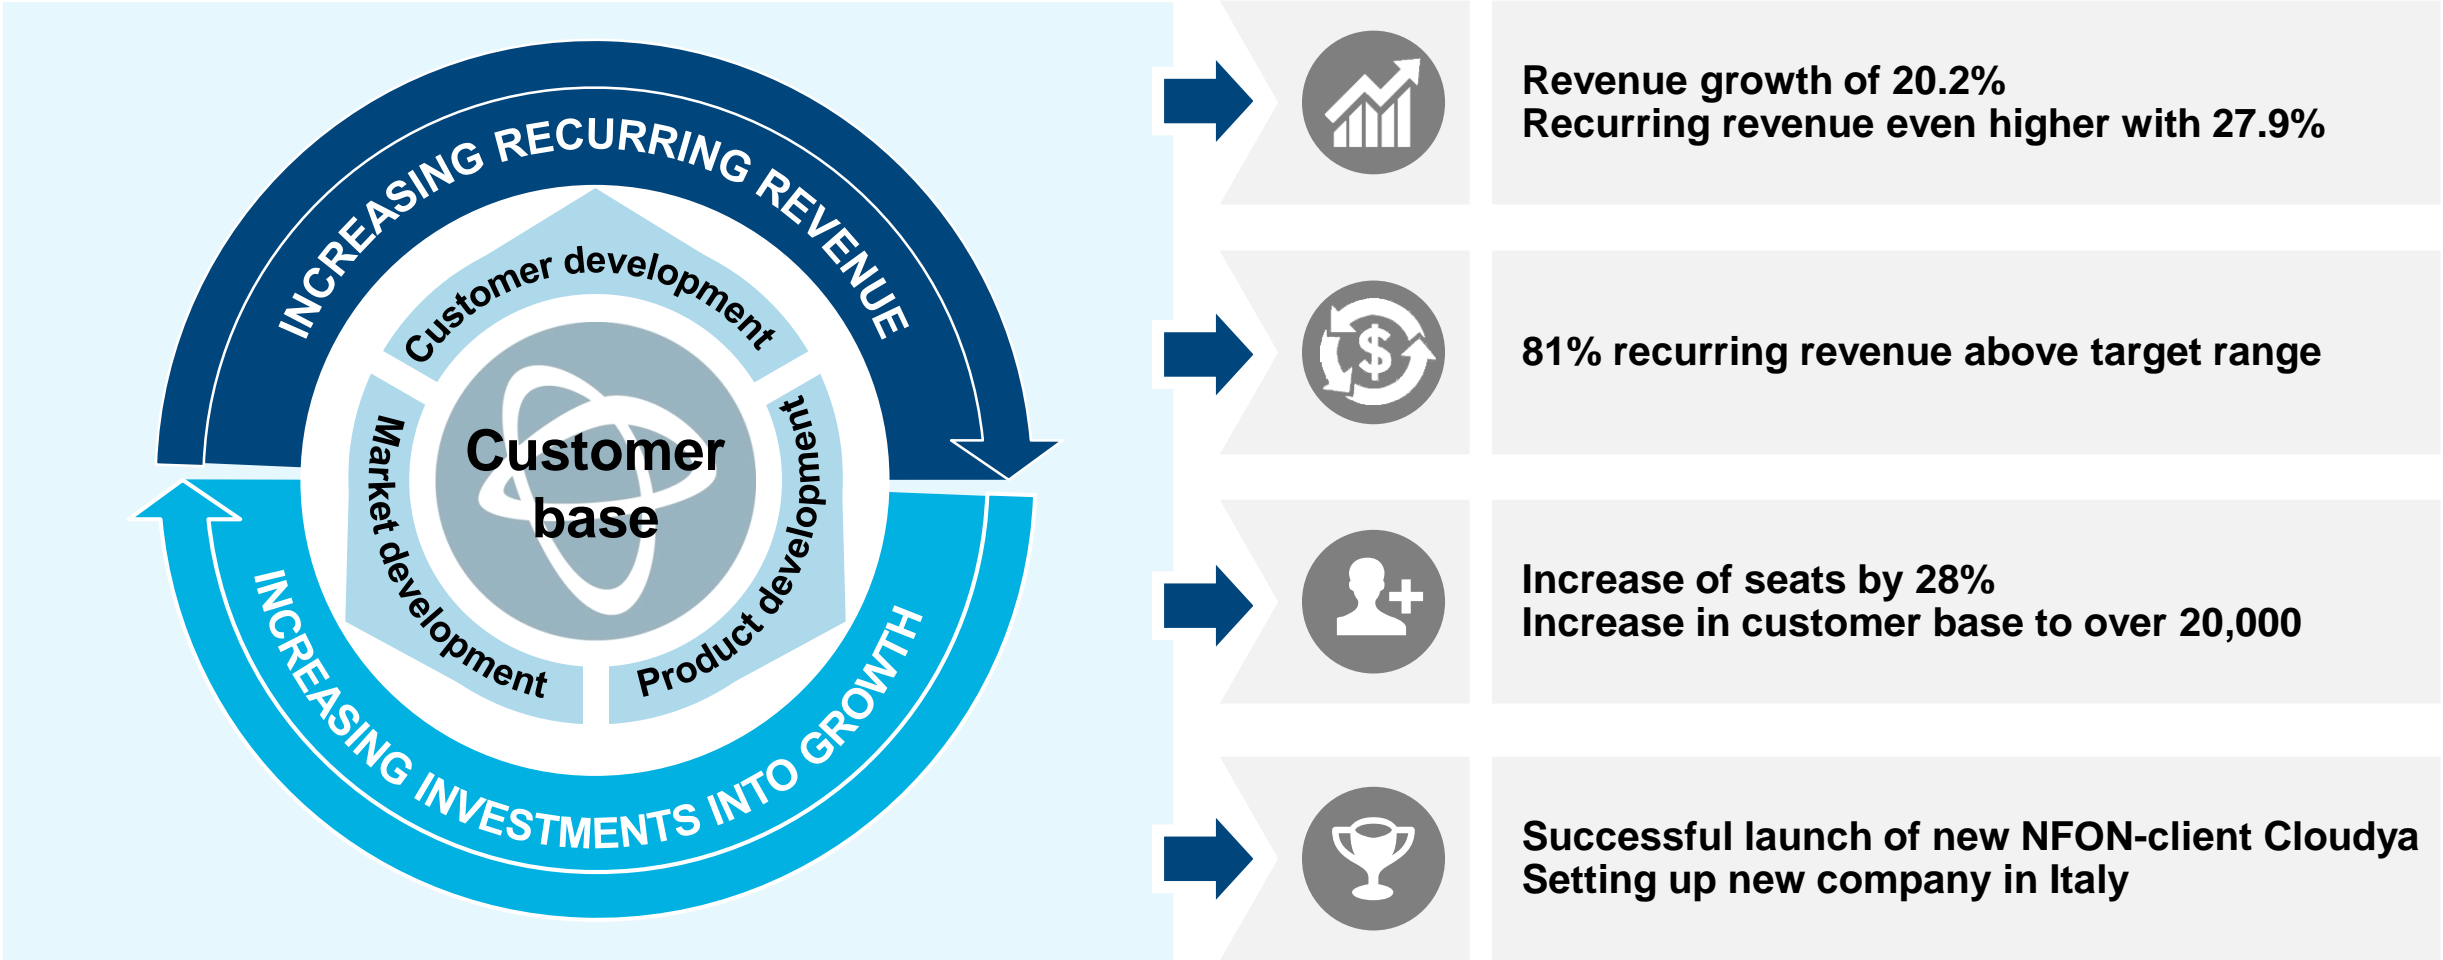 INCREASING RECURRING REVENUE
Customer development
Market development
Product development
Customer
base
INCREASING INVESTMENTS INTO GROWTH
Revenue growth of 20.2%
Recurring revenue even higher with 27.9%
$
81% recurring revenue above target range
Increase of seats by 28%
Increase in customer base to over 20,000
Successful launch of new NFON-client Cloudya
Setting up new company in Italy